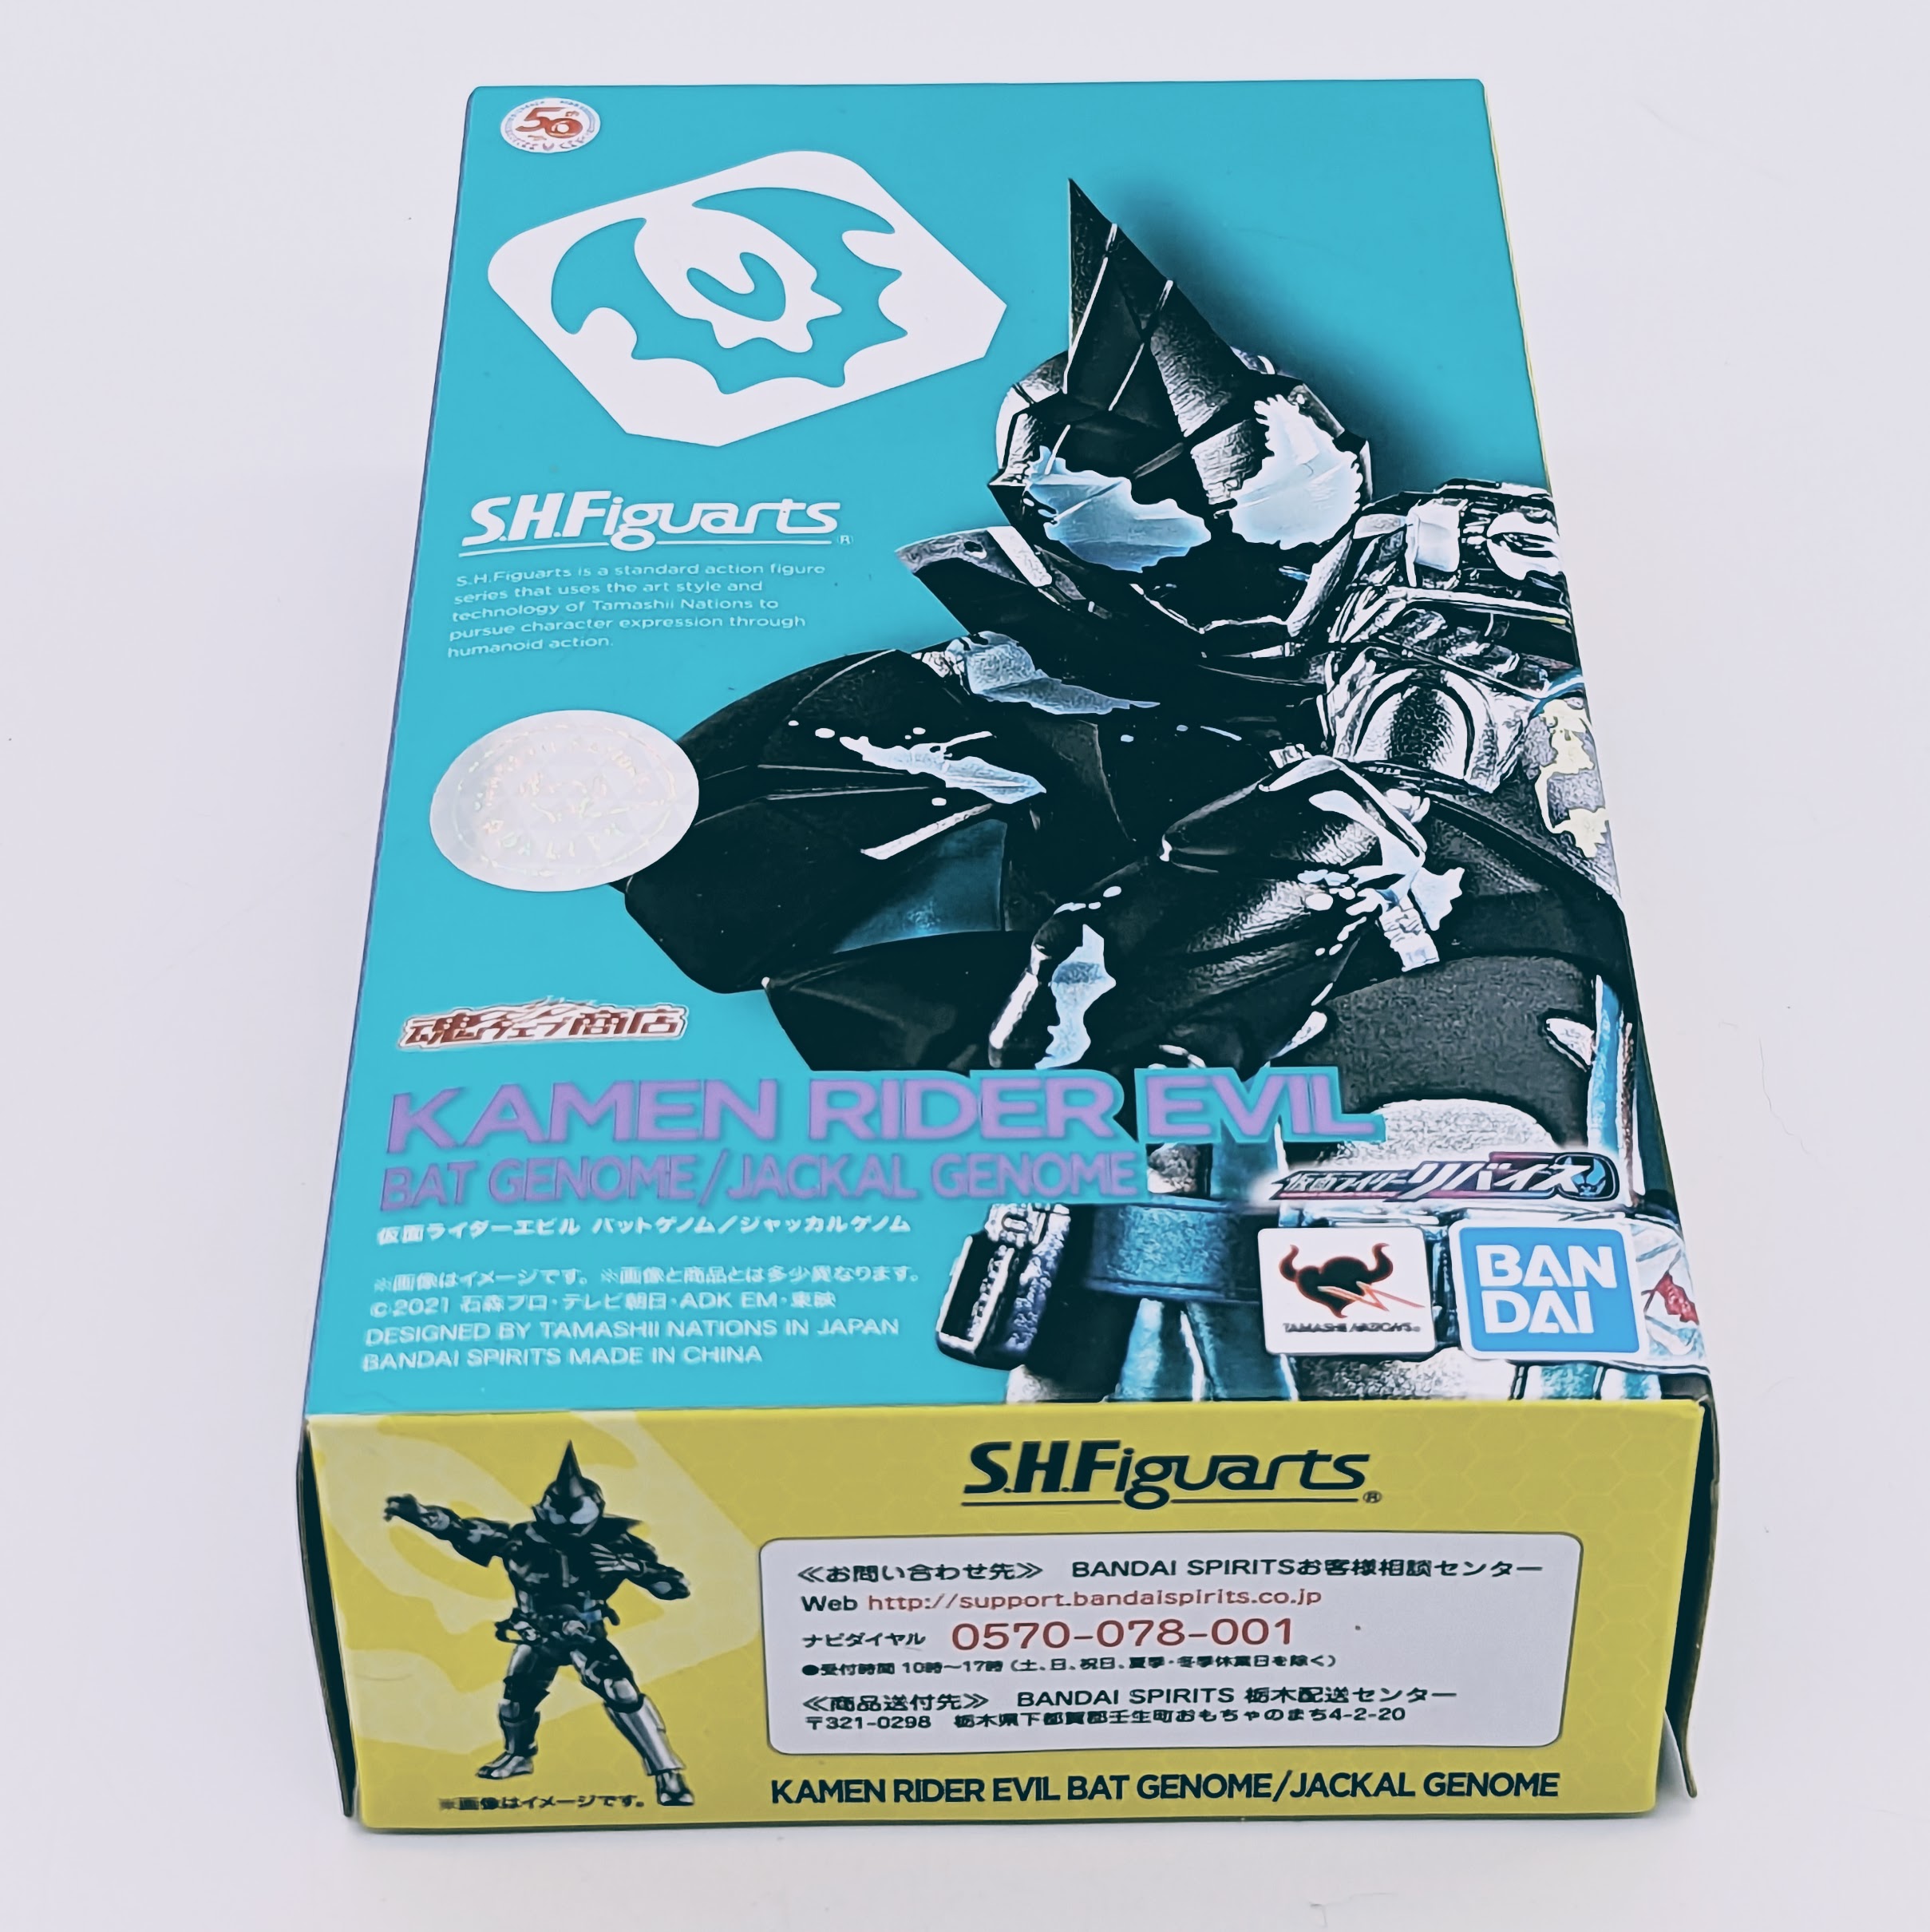 50th
S.H.Figuarts®
S.H.Figuarts is a standard action figure
series that uses the art style and
technology of Tamashii Nations to
pursue character expression through
humanoid action.
魂ウェブ商店
KAMEN RIDER EVIL
BAT GENOME/JACKAL GENOME
仮面ライダーリバイス
仮面ライダーエビル バットゲノム/ジャッカルゲノム
※画像はイメージです。※画像と商品とは多少異なります。
©2021 石森プロ・テレビ朝日・ADK EM・東映
DESIGNED BY TAMASHII NATIONS IN JAPAN
BANDAI SPIRITS MADE IN CHINA
TAMASHII NATIONS®
BAN
DAI
S.H.Figuarts®
≪お問い合わせ先≫ BANDAI SPIRITSお客様相談センター
Web http://support.bandaispirits.co.jp
ナビダイヤル 0570-078-001
●受付時間 10時〜17時(土、日、祝日、夏季・冬季休業日を除く)
≪商品送付先≫ BANDAI SPIRITS 栃木配送センター
〒321-0298 栃木県下都賀郡壬生町おもちゃのまち4-2-20
※画像はイメージです。
KAMEN RIDER EVIL BAT GENOME/JACKAL GENOME